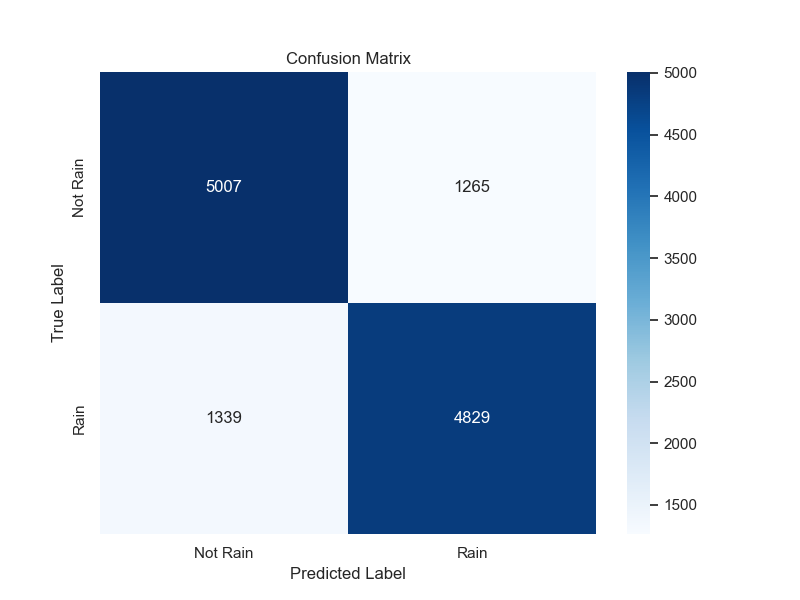 Confusion Matrix
True Label
Not Rain
5007 1265
Rain
1339 4829
Not Rain Rain
Predicted Label
5000
4500
4000
3500
3000
2500
2000
1500